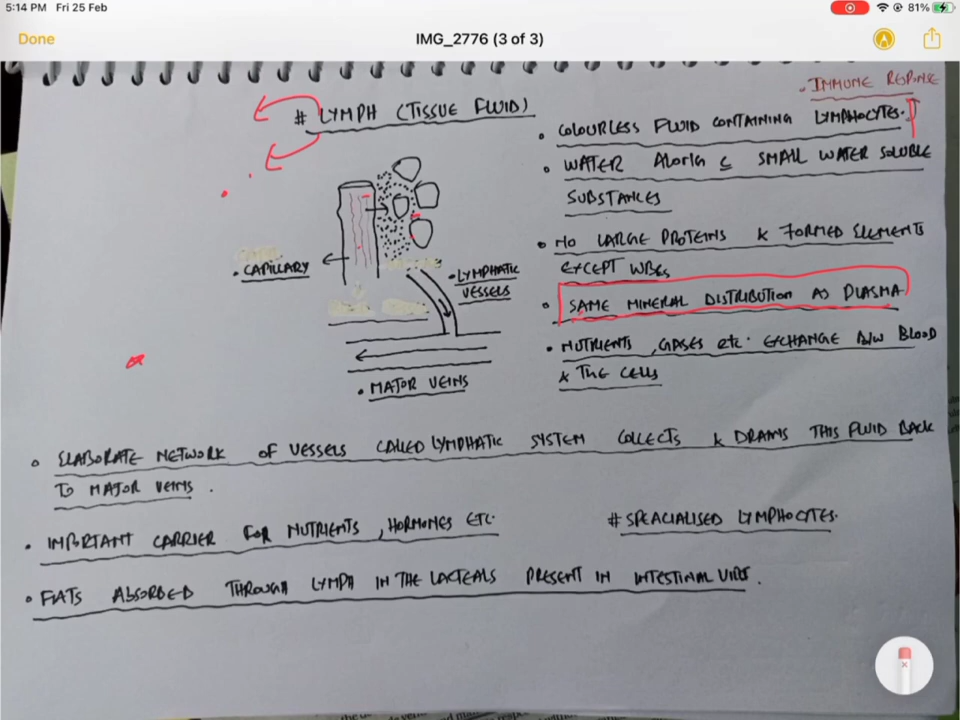 5:14 PM Fri 25 Feb
81%
Done
IMG_2776 (3 of 3)
. IMMUNE RESPONSE
# LYMPH (TISSUE FLUID)
• COLOURLESS FLUID CONTAINING LYMPHOCYTES.
• WATER ALONG C SMALL WATER SOLUBLE
SUBSTANCES
• NO LARGE PROTEINS & FORMED ELEMENTS
EXCEPT WBCs
• SAME MINERAL DISTRIBUTION AS PLASMA
• NUTRIENTS, GASES etc. EXCHANGE B/W BLOOD
& THE CELLS
• CAPILLARY
• LYMPHATIC
VESSELS
• MAJOR VEINS
• ELABORATE NETWORK of VESSELS CALLED LYMPHATIC SYSTEM COLLECTS & DRAINS THIS FLUID BACK
TO MAJOR VEINS .
• IMPORTANT CARRIER FOR NUTRIENTS, HORMONES ETC.
# SPEACIALISED LYMPHOCYTES.
• FATS ABSORBED THROUGH LYMPH IN THE LACTEALS PRESENT IN INTESTINAL VILLI .